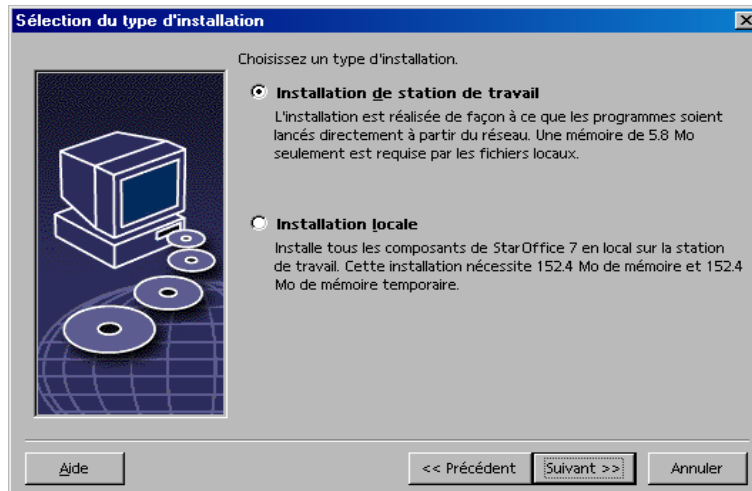 Sélection du type d'installation
Choisissez un type d'installation.
Installation de station de travail
L'installation est réalisée de façon à ce que les programmes soient
lancés directement à partir du réseau. Une mémoire de 5.8 Mo
seulement est requise par les fichiers locaux.
Installation locale
Installe tous les composants de StarOffice 7 en local sur la station
de travail. Cette installation nécessite 152.4 Mo de mémoire et 152.4
Mo de mémoire temporaire.
Aide
<< Précédent
Suivant >>
Annuler